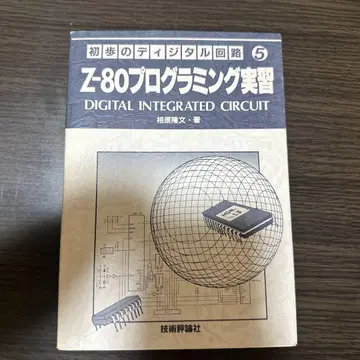 初歩のディジタル回路 5
Z-80プログラミング実習
DIGITAL INTEGRATED CIRCUIT
相原隆文・著
技術評論社